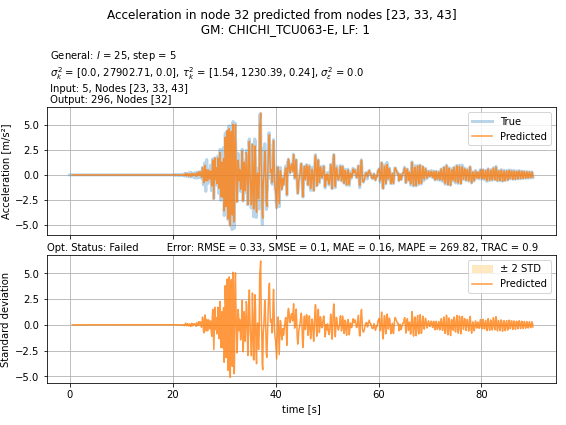 Acceleration in node 32 predicted from nodes [23, 33, 43]
GM: CHICHI_TCU063-E, LF: 1
General: l = 25, step = 5
σ²ₖ = [0.0, 27902.71, 0.0], τ²ₖ = [1.54, 1230.39, 0.24], σ²ε = 0.0
Input: 5, Nodes [23, 33, 43]
Output: 296, Nodes [32]
Acceleration [m/s²]
5.0
2.5
0.0
−2.5
−5.0
True
Predicted
Opt. Status: Failed Error: RMSE = 0.33, SMSE = 0.1, MAE = 0.16, MAPE = 269.82, TRAC = 0.9
Standard deviation
5.0
2.5
0.0
−2.5
−5.0
± 2 STD
Predicted
0 20 40 60 80
time [s]